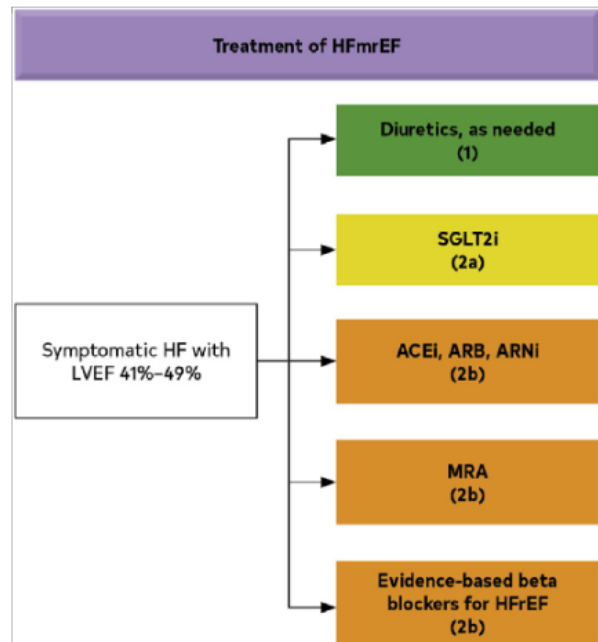 Treatment of HFmrEF
Diuretics, as needed
(1)
SGLT2i
(2a)
Symptomatic HF with
LVEF 41%–49%
ACEi, ARB, ARNi
(2b)
MRA
(2b)
Evidence-based beta
blockers for HFrEF
(2b)